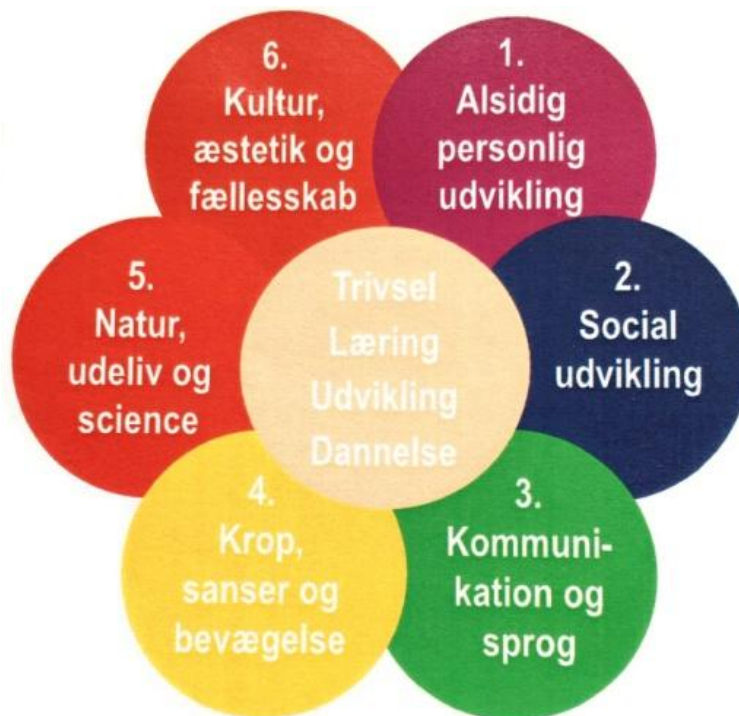 1.
Alsidig
personlig
udvikling
2.
Social
udvikling
3.
Kommuni-
kation og
sprog
4.
Krop,
sanser og
bevægelse
5.
Natur,
udeliv og
science
6.
Kultur,
æstetik og
fællesskab
Trivsel
Læring
Udvikling
Dannelse